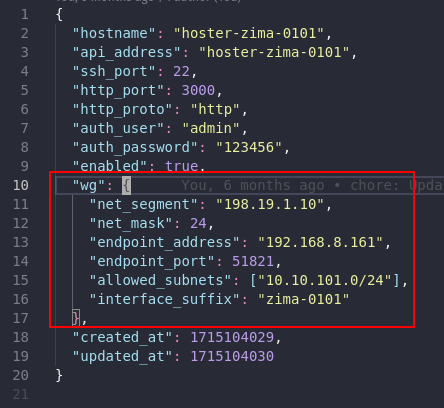 1 {
2 "hostname": "hoster-zima-0101",
3 "api_address": "hoster-zima-0101",
4 "ssh_port": 22,
5 "http_port": 3000,
6 "http_proto": "http",
7 "auth_user": "admin",
8 "auth_password": "123456",
9 "enabled": true,
10 "wg": { You, 6 months ago • chore: Upda
11 "net_segment": "198.19.1.10",
12 "net_mask": 24,
13 "endpoint_address": "192.168.8.161",
14 "endpoint_port": 51821,
15 "allowed_subnets": ["10.10.101.0/24"],
16 "interface_suffix": "zima-0101"
17 },
18 "created_at": 1715104029,
19 "updated_at": 1715104030
20 }
21